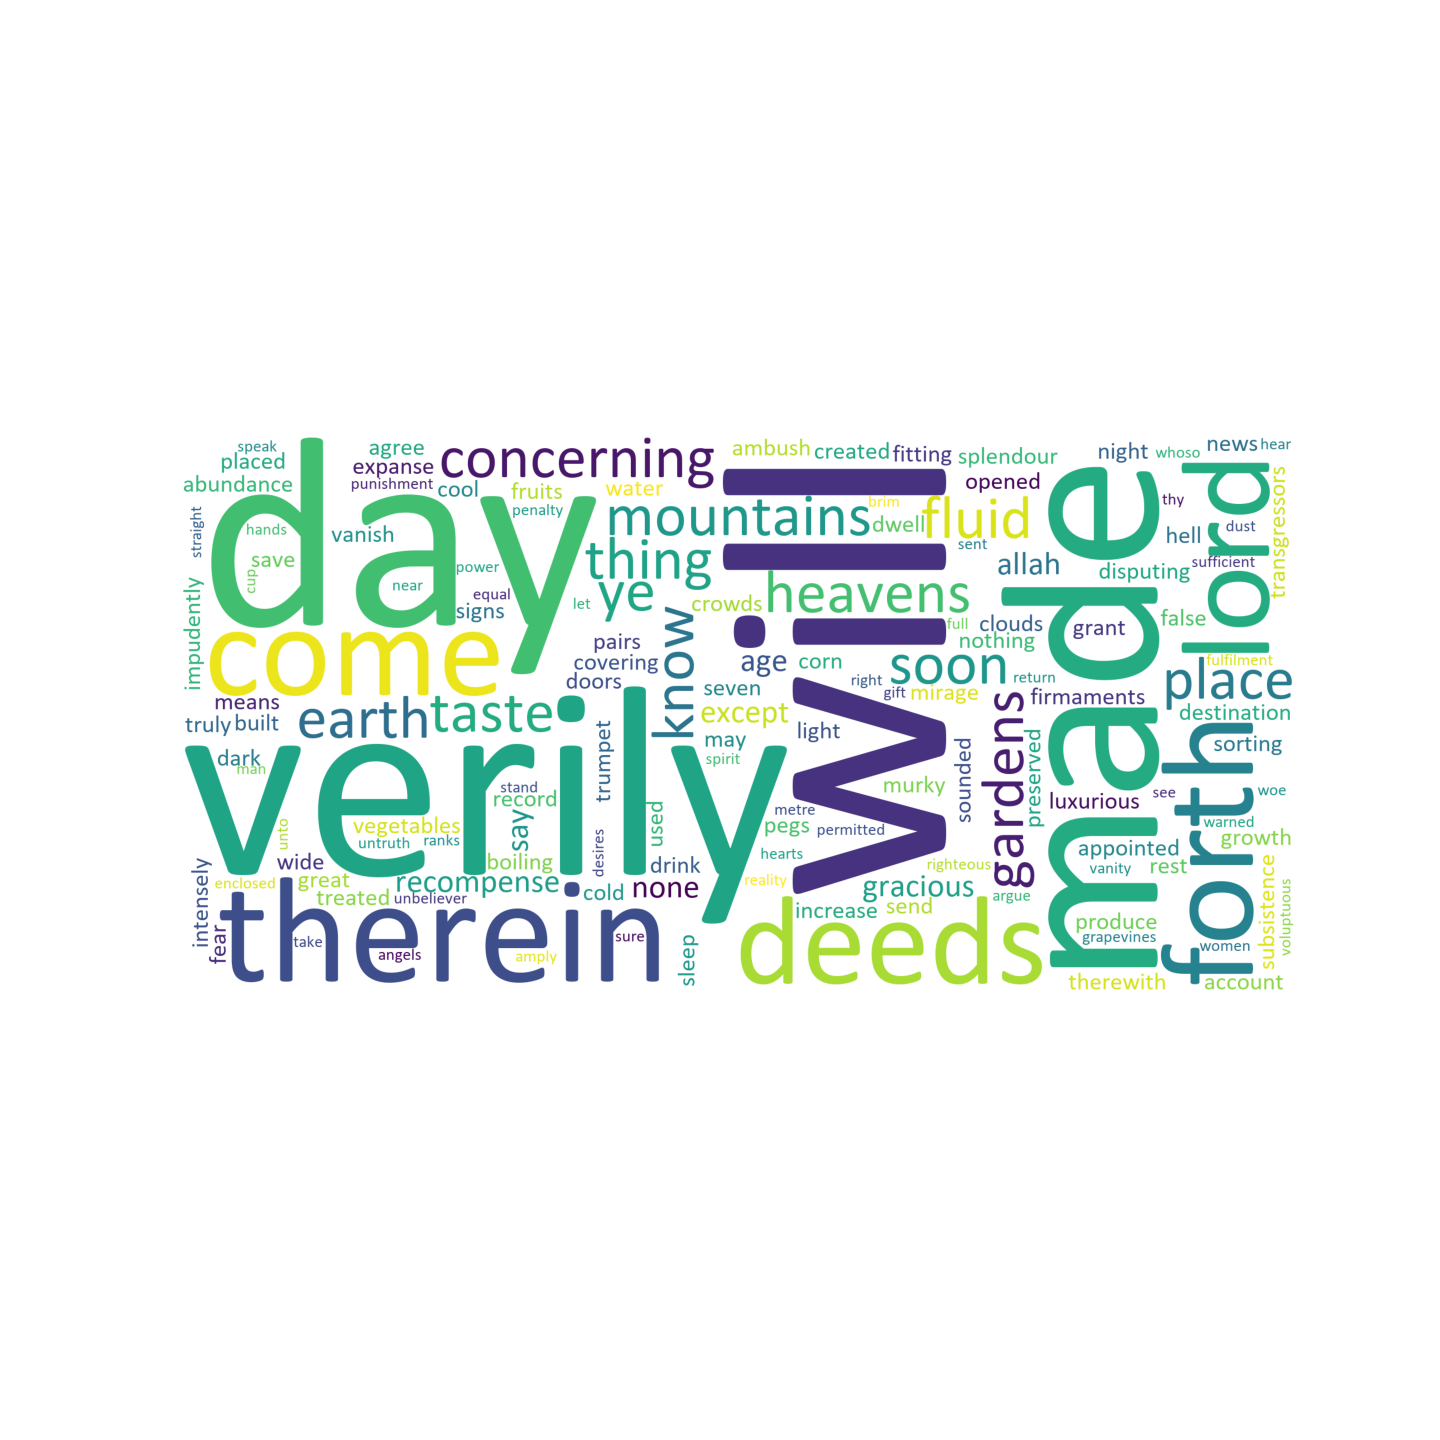 speak
agree
concerning
ambush
created
fitting
splendour
night
whoso
news
hear
placed
expanse
opened
abundance
punishment
cool
fruits
water
brim
thy
lord
transgressors
straight
hands
day
vanish
penalty
mountains
dwell
fluid
sent
hell
dust
save
cup
near
power
thing
will
allah
disputing
sufficient
impudently
equal
signs
let
ye
crowds
heavens
full
clouds
made
grant
false
come
pairs
know
age
corn
nothing
covering
doors
right
soon
return
place
fulfilment
means
seven
gift
mirage
gardens
firmaments
truly
built
earth
taste
except
destination
dark
man
verily
trumpet
may
spirit
light
sounded
preserved
forth
sorting
stand
record
murky
luxurious
see
woe
unto
vegetables
say
used
metre
pegs
permitted
warned
untruth
ranks
desires
hearts
appointed
growth
intensely
wide
boiling
drink
righteous
vanity
rest
subsistence
enclosed
great
recompense
cold
none
reality
gracious
argue
voluptuous
treated
unbeliever
increase
send
produce
fear
therein
take
sure
deeds
grapevines
women
angels
amply
sleep
therewith
account